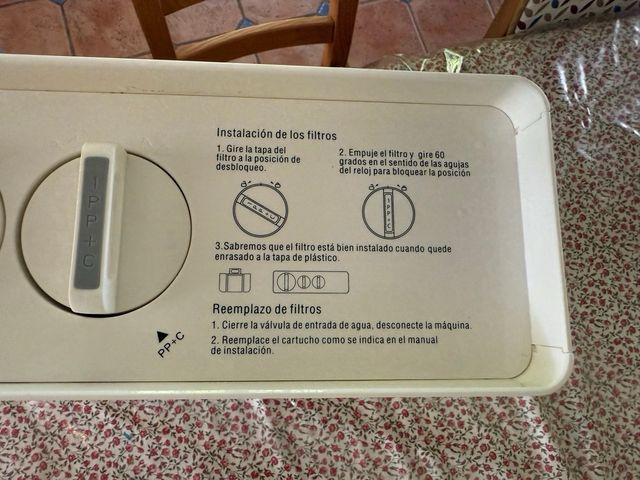 Instalación de los filtros
1. Gire la tapa del
filtro a la posición de
desbloqueo.
2. Empuje el filtro y gire 60
grados en el sentido de las agujas
del reloj para bloquear la posición
1PP+C
1PP+C
1PP+C
3.Sabremos que el filtro está bien instalado cuando quede
enrasado a la tapa de plástico.
Reemplazo de filtros
1. Cierre la válvula de entrada de agua, desconecte la máquina.
2. Reemplace el cartucho como se indica en el manual
de instalación.
PP+C